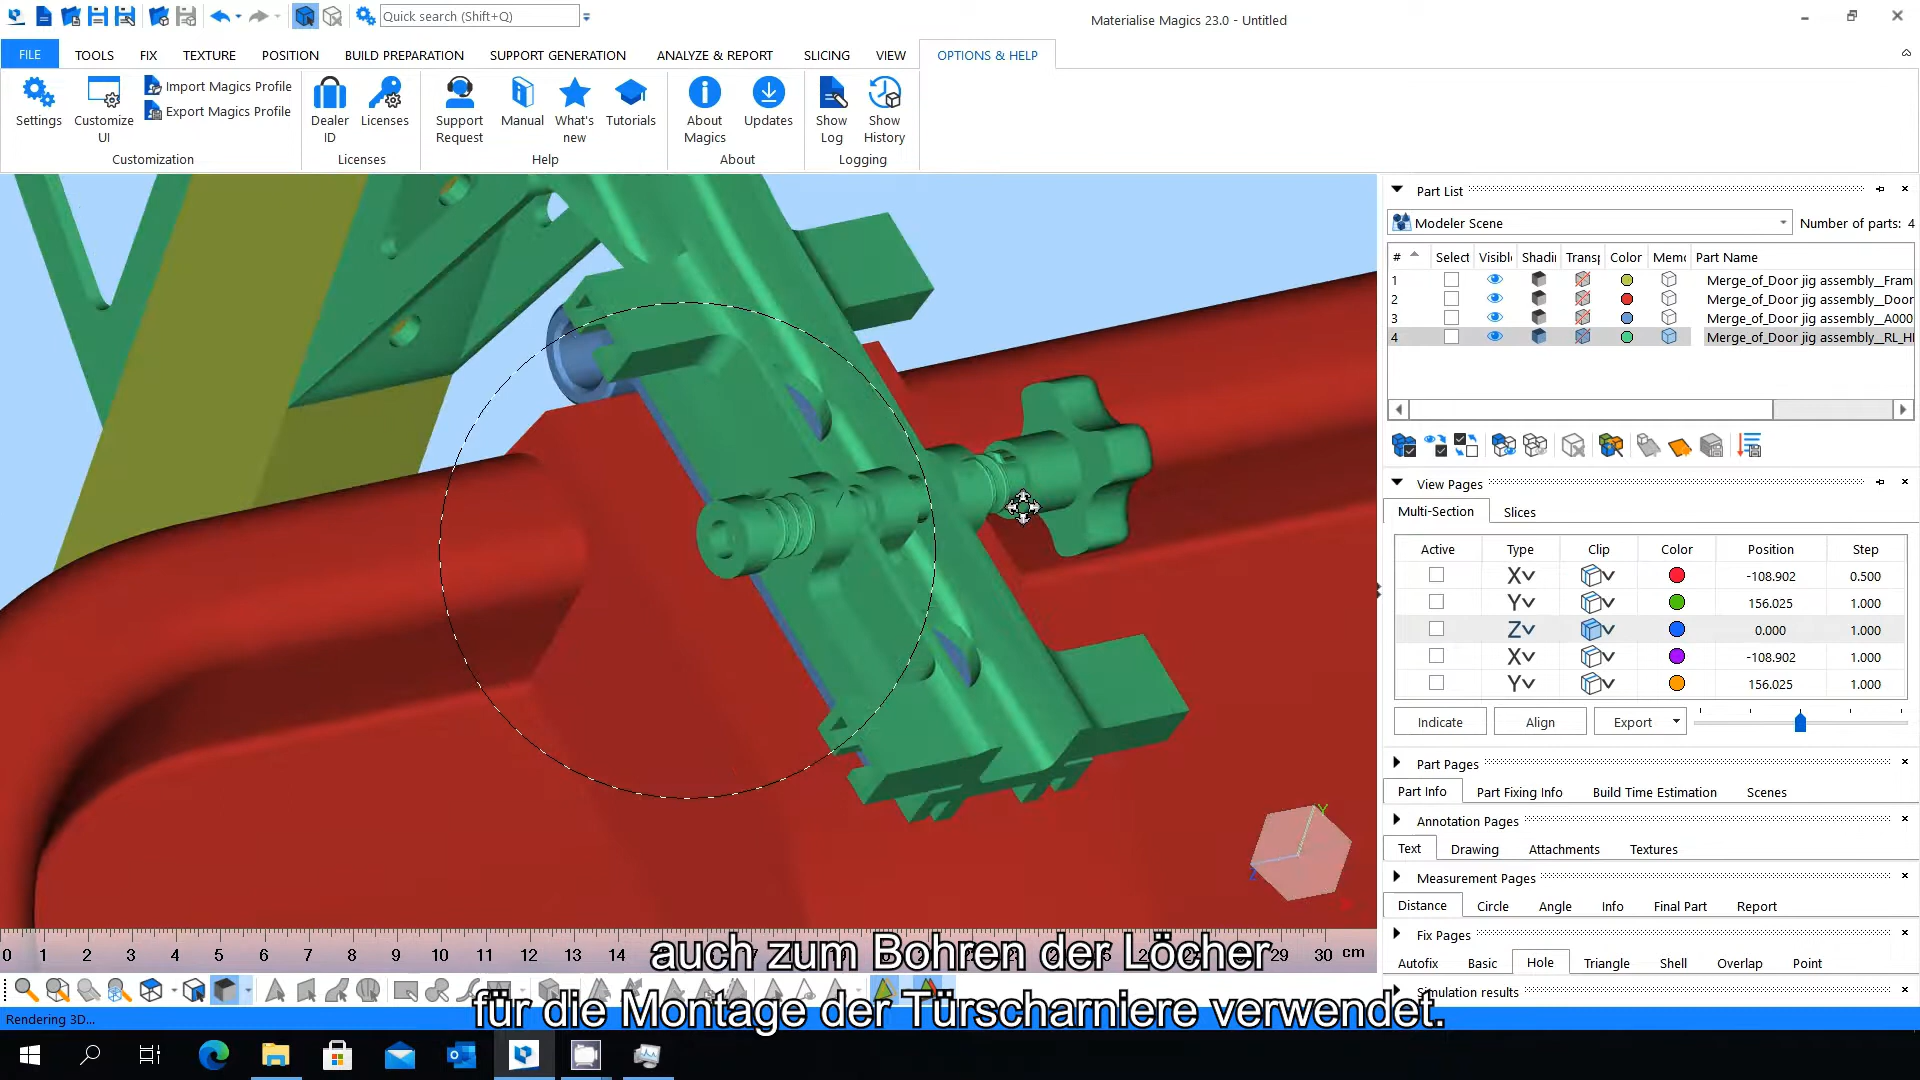 Quick search (Shift+Q)
Materialise Magics 23.0 - Untitled
FILE TOOLS FIX TEXTURE POSITION BUILD PREPARATION SUPPORT GENERATION ANALYZE & REPORT SLICING VIEW OPTIONS & HELP
Settings
Customize UI
Import Magics Profile
Export Magics Profile
Customization
Dealer ID
Licenses
Licenses
Support Request
Manual
What's new
Tutorials
Help
About Magics
Updates
About
Show Log
Show History
Logging
Part List
Modeler Scene
Number of parts: 4
# Select Visibl Shadi Transp Color Memo Part Name
1 Merge_of_Door jig assembly__Fram
2 Merge_of_Door jig assembly__Door
3 Merge_of_Door jig assembly__A000
4 Merge_of_Door jig assembly__RL_HI
View Pages
Multi-Section Slices
Active Type Clip Color Position Step
X -108.902 0.500
Y 156.025 1.000
Z 0.000 1.000
X -108.902 1.000
Y 156.025 1.000
Indicate Align Export
Part Pages
Part Info Part Fixing Info Build Time Estimation Scenes
Annotation Pages
Text Drawing Attachments Textures
Measurement Pages
Distance Circle Angle Info Final Part Report
Fix Pages
Autofix Basic Hole Triangle Shell Overlap Point
Simulation results
Y
Z
0 1 2 3 4 5 6 7 8 9 10 11 12 13 14 29 30 cm
auch zum Bohren der Löcher
für die Montage der Türscharniere verwendet.
Rendering 3D...